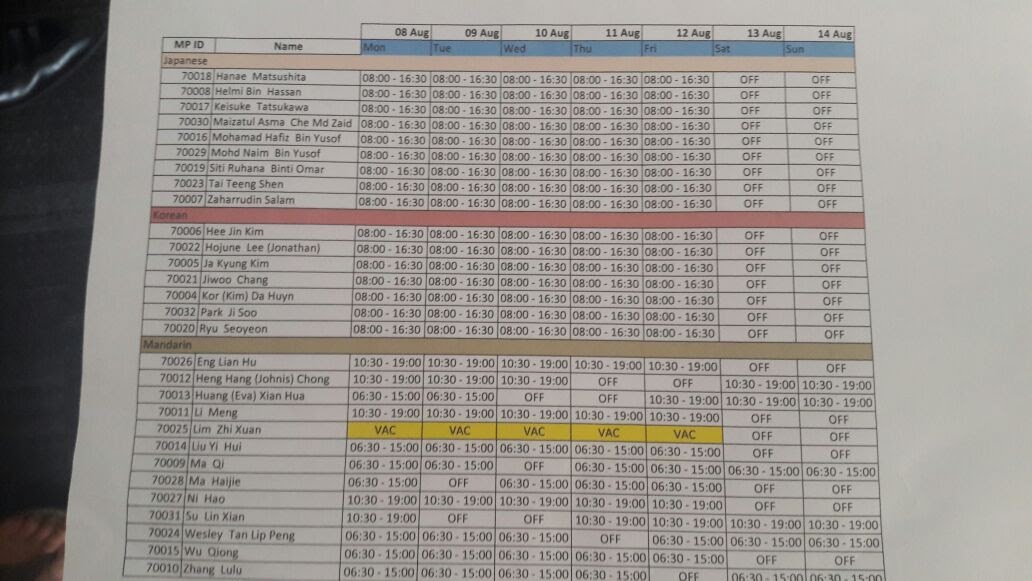 08 Aug 09 Aug 10 Aug 11 Aug 12 Aug 13 Aug 14 Aug
MP ID Name Mon Tue Wed Thu Fri Sat Sun
Japanese
70018 Hanae Matsushita 08:00 - 16:30 08:00 - 16:30 08:00 - 16:30 08:00 - 16:30 08:00 - 16:30 OFF OFF
70008 Helmi Bin Hassan 08:00 - 16:30 08:00 - 16:30 08:00 - 16:30 08:00 - 16:30 08:00 - 16:30 OFF OFF
70017 Keisuke Tatsukawa 08:00 - 16:30 08:00 - 16:30 08:00 - 16:30 08:00 - 16:30 08:00 - 16:30 OFF OFF
70030 Maizatul Asma Che Md Zaid 08:00 - 16:30 08:00 - 16:30 08:00 - 16:30 08:00 - 16:30 08:00 - 16:30 OFF OFF
70016 Mohamad Hafiz Bin Yusof 08:00 - 16:30 08:00 - 16:30 08:00 - 16:30 08:00 - 16:30 08:00 - 16:30 OFF OFF
70029 Mohd Naim Bin Yusof 08:00 - 16:30 08:00 - 16:30 08:00 - 16:30 08:00 - 16:30 08:00 - 16:30 OFF OFF
70019 Siti Ruhana Binti Omar 08:00 - 16:30 08:00 - 16:30 08:00 - 16:30 08:00 - 16:30 08:00 - 16:30 OFF OFF
70023 Tai Teeng Shen 08:00 - 16:30 08:00 - 16:30 08:00 - 16:30 08:00 - 16:30 08:00 - 16:30 OFF OFF
70007 Zaharrudin Salam 08:00 - 16:30 08:00 - 16:30 08:00 - 16:30 08:00 - 16:30 08:00 - 16:30 OFF OFF
Korean
70006 Hee Jin Kim 08:00 - 16:30 08:00 - 16:30 08:00 - 16:30 08:00 - 16:30 08:00 - 16:30 OFF OFF
70022 Hojune Lee (Jonathan) 08:00 - 16:30 08:00 - 16:30 08:00 - 16:30 08:00 - 16:30 08:00 - 16:30 OFF OFF
70005 Ja Kyung Kim 08:00 - 16:30 08:00 - 16:30 08:00 - 16:30 08:00 - 16:30 08:00 - 16:30 OFF OFF
70021 Jiwoo Chang 08:00 - 16:30 08:00 - 16:30 08:00 - 16:30 08:00 - 16:30 08:00 - 16:30 OFF OFF
70004 Kor (Kim) Da Huyn 08:00 - 16:30 08:00 - 16:30 08:00 - 16:30 08:00 - 16:30 08:00 - 16:30 OFF OFF
70032 Park Ji Soo 08:00 - 16:30 08:00 - 16:30 08:00 - 16:30 08:00 - 16:30 08:00 - 16:30 OFF OFF
70020 Ryu Seoyeon 08:00 - 16:30 08:00 - 16:30 08:00 - 16:30 08:00 - 16:30 08:00 - 16:30 OFF OFF
Mandarin
70026 Eng Lian Hu 10:30 - 19:00 10:30 - 19:00 10:30 - 19:00 10:30 - 19:00 10:30 - 19:00 OFF OFF
70012 Heng Hang (Johnis) Chong 10:30 - 19:00 10:30 - 19:00 10:30 - 19:00 OFF OFF 10:30 - 19:00 10:30 - 19:00
70013 Huang (Eva) Xian Hua 06:30 - 15:00 06:30 - 15:00 OFF OFF 10:30 - 19:00 10:30 - 19:00 10:30 - 19:00
70011 Li Meng 10:30 - 19:00 10:30 - 19:00 10:30 - 19:00 10:30 - 19:00 10:30 - 19:00 OFF OFF
70025 Lim Zhi Xuan VAC VAC VAC VAC VAC OFF OFF
70014 Liu Yi Hui 06:30 - 15:00 06:30 - 15:00 06:30 - 15:00 06:30 - 15:00 06:30 - 15:00 OFF OFF
70009 Ma Qi 06:30 - 15:00 06:30 - 15:00 OFF 06:30 - 15:00 06:30 - 15:00 06:30 - 15:00 06:30 - 15:00
70028 Ma Haijie 06:30 - 15:00 OFF 06:30 - 15:00 06:30 - 15:00 06:30 - 15:00 OFF OFF
70027 Ni Hao 10:30 - 19:00 10:30 - 19:00 10:30 - 19:00 10:30 - 19:00 10:30 - 19:00 OFF OFF
70031 Su Lin Xian 10:30 - 19:00 OFF OFF 10:30 - 19:00 10:30 - 19:00 10:30 - 19:00 10:30 - 19:00
70024 Wesley Tan Lip Peng 06:30 - 15:00 06:30 - 15:00 06:30 - 15:00 OFF 06:30 - 15:00 06:30 - 15:00 06:30 - 15:00
70015 Wu Qiong 06:30 - 15:00 06:30 - 15:00 06:30 - 15:00 06:30 - 15:00 06:30 - 15:00 OFF OFF
70010 Zhang Lulu 06:30 - 15:00 06:30 - 15:00 06:30 - 15:00 06:30 - 15:00 OFF 06:30 - 15:00 06:30 - 15:00